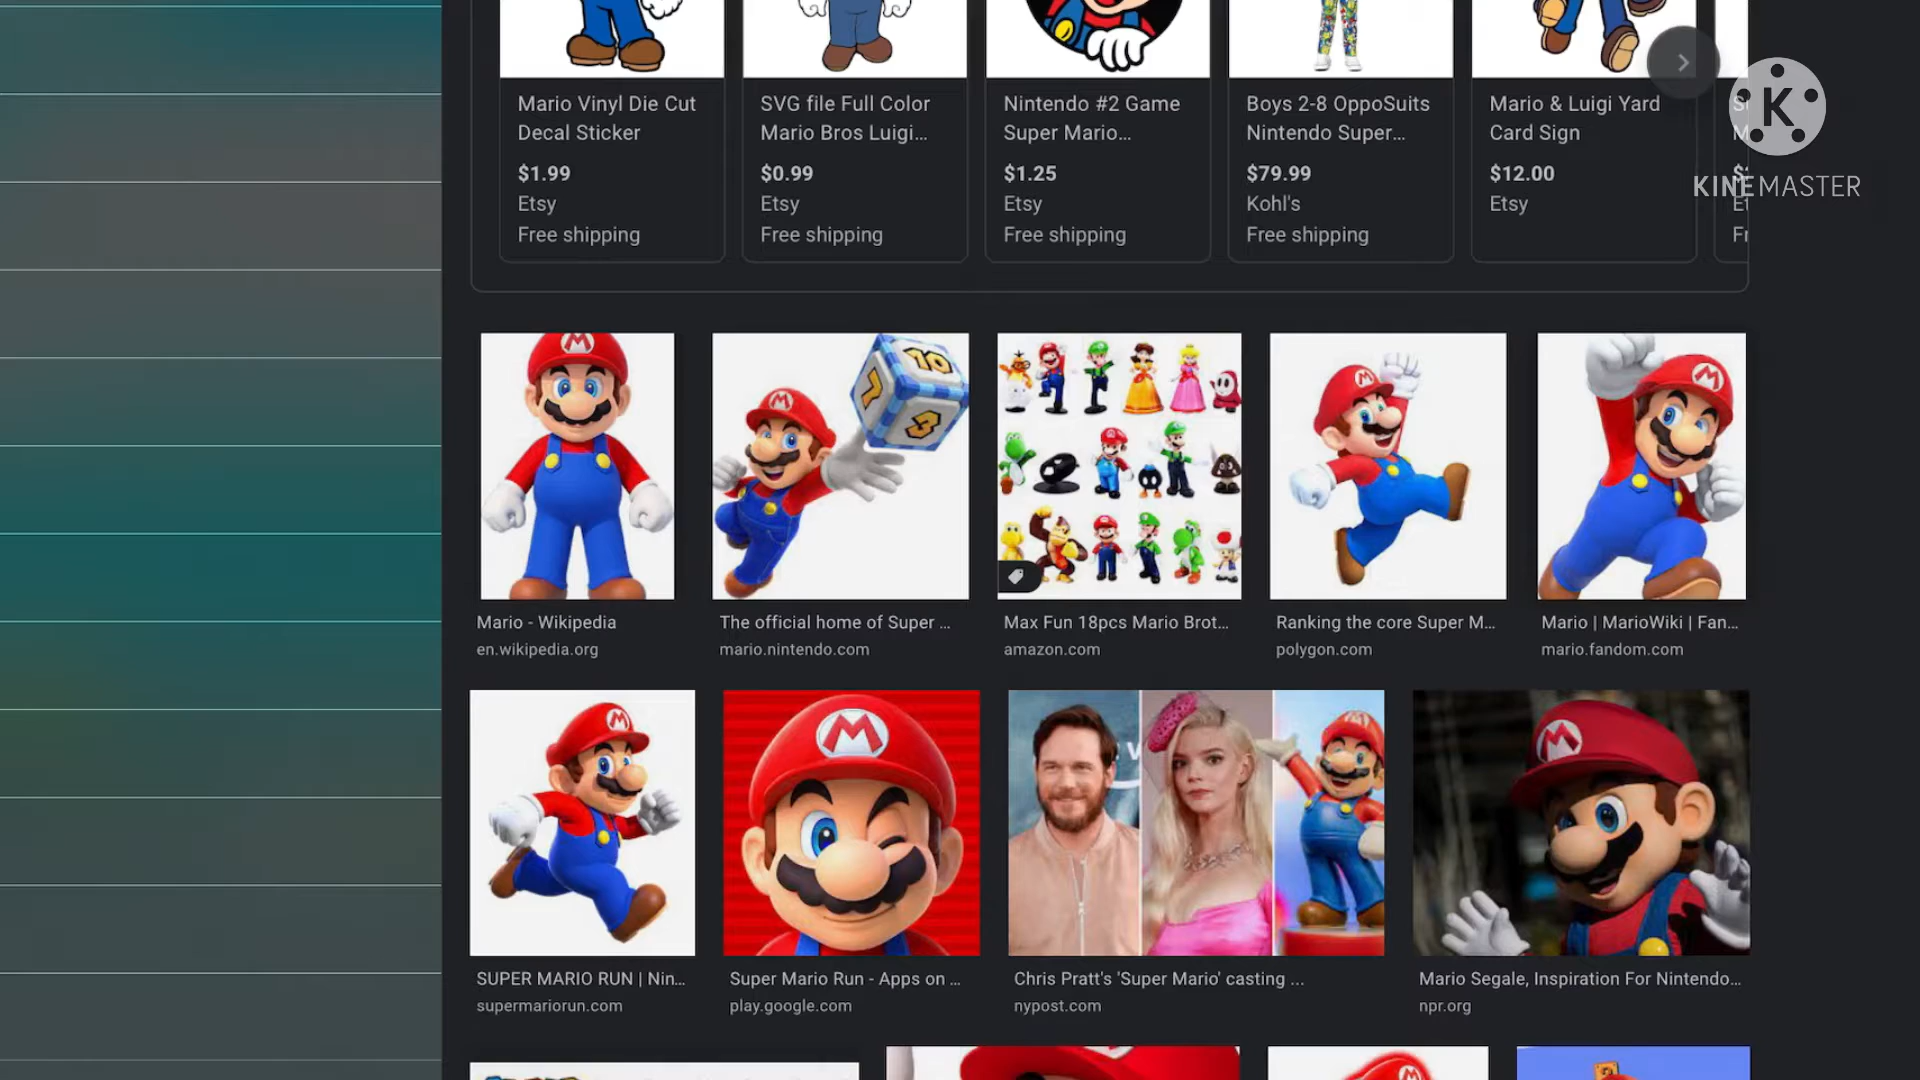 Mario Vinyl Die Cut
Decal Sticker
$1.99
Etsy
Free shipping
SVG file Full Color
Mario Bros Luigi...
$0.99
Etsy
Free shipping
Nintendo #2 Game
Super Mario...
$1.25
Etsy
Free shipping
Boys 2-8 OppoSuits
Nintendo Super...
$79.99
Kohl's
Free shipping
Mario & Luigi Yard
Card Sign
$12.00
Etsy
K
KINEMASTER
M
M
10
7
3
M
M
Mario - Wikipedia
en.wikipedia.org
The official home of Super ...
mario.nintendo.com
Max Fun 18pcs Mario Brot...
amazon.com
Ranking the core Super M...
polygon.com
Mario | MarioWiki | Fan...
mario.fandom.com
M
M
M
M
SUPER MARIO RUN | Nin...
supermariorun.com
Super Mario Run - Apps on ...
play.google.com
Chris Pratt's 'Super Mario' casting ...
nypost.com
Mario Segale, Inspiration For Nintendo...
npr.org